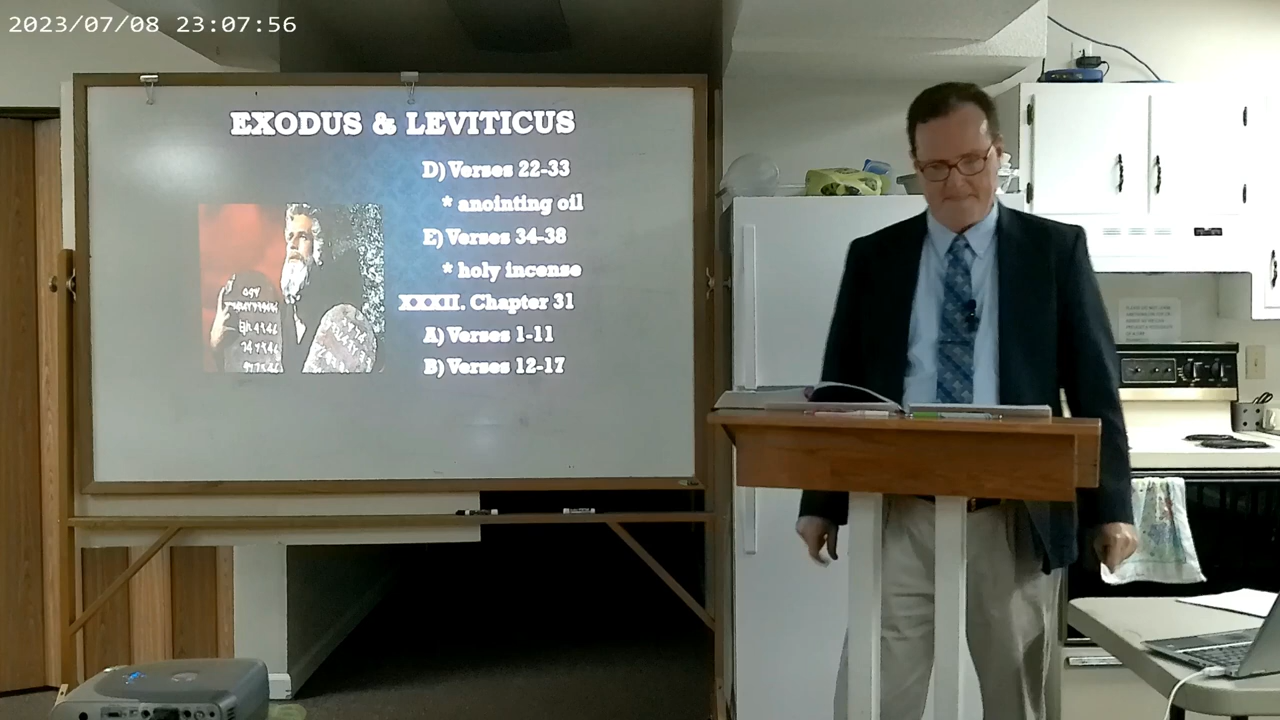 2023/07/08 23:07:56
EXODUS & LEVITICUS
D) Verses 22-33
* anointing oil
E) Verses 34-38
* holy incense
XXXII. Chapter 31
A) Verses 1-11
B) Verses 12-17